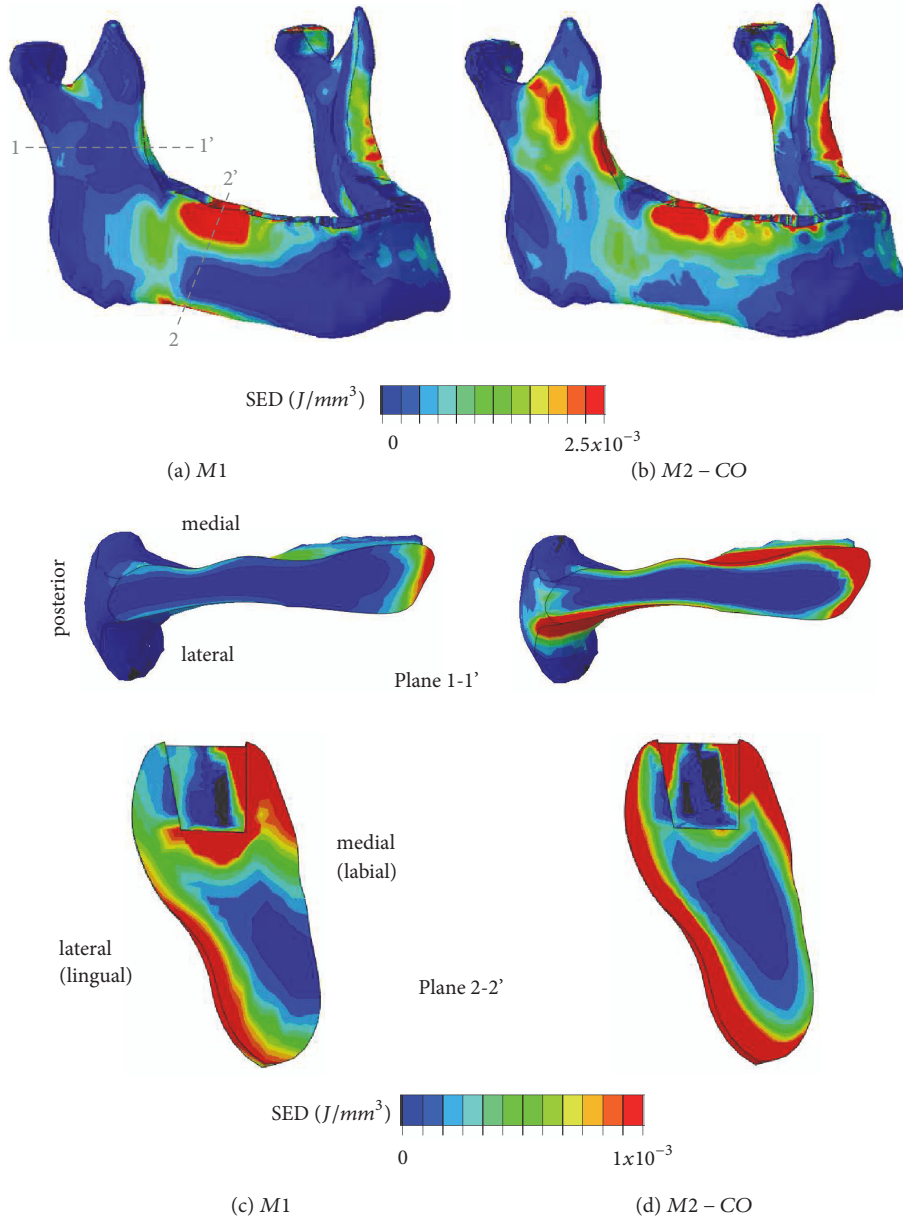 1
1’
2’
2
SED (J/mm³)
0
2.5x10⁻³
(a) M1
(b) M2 – CO
medial
posterior
lateral
Plane 1-1’
medial
(labial)
lateral
(lingual)
Plane 2-2’
SED (J/mm³)
0
1x10⁻³
(c) M1
(d) M2 – CO